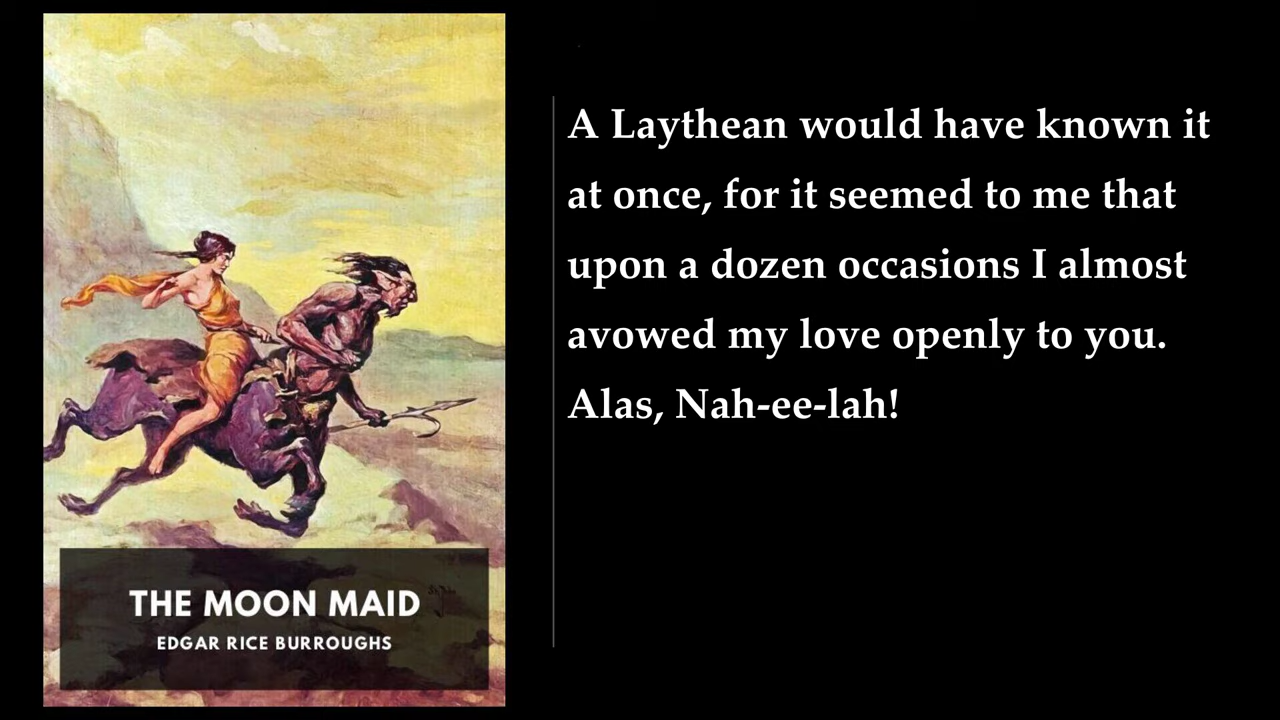 THE MOON MAID
EDGAR RICE BURROUGHS
A Laythean would have known it
at once, for it seemed to me that
upon a dozen occasions I almost
avowed my love openly to you.
Alas, Nah-ee-lah!